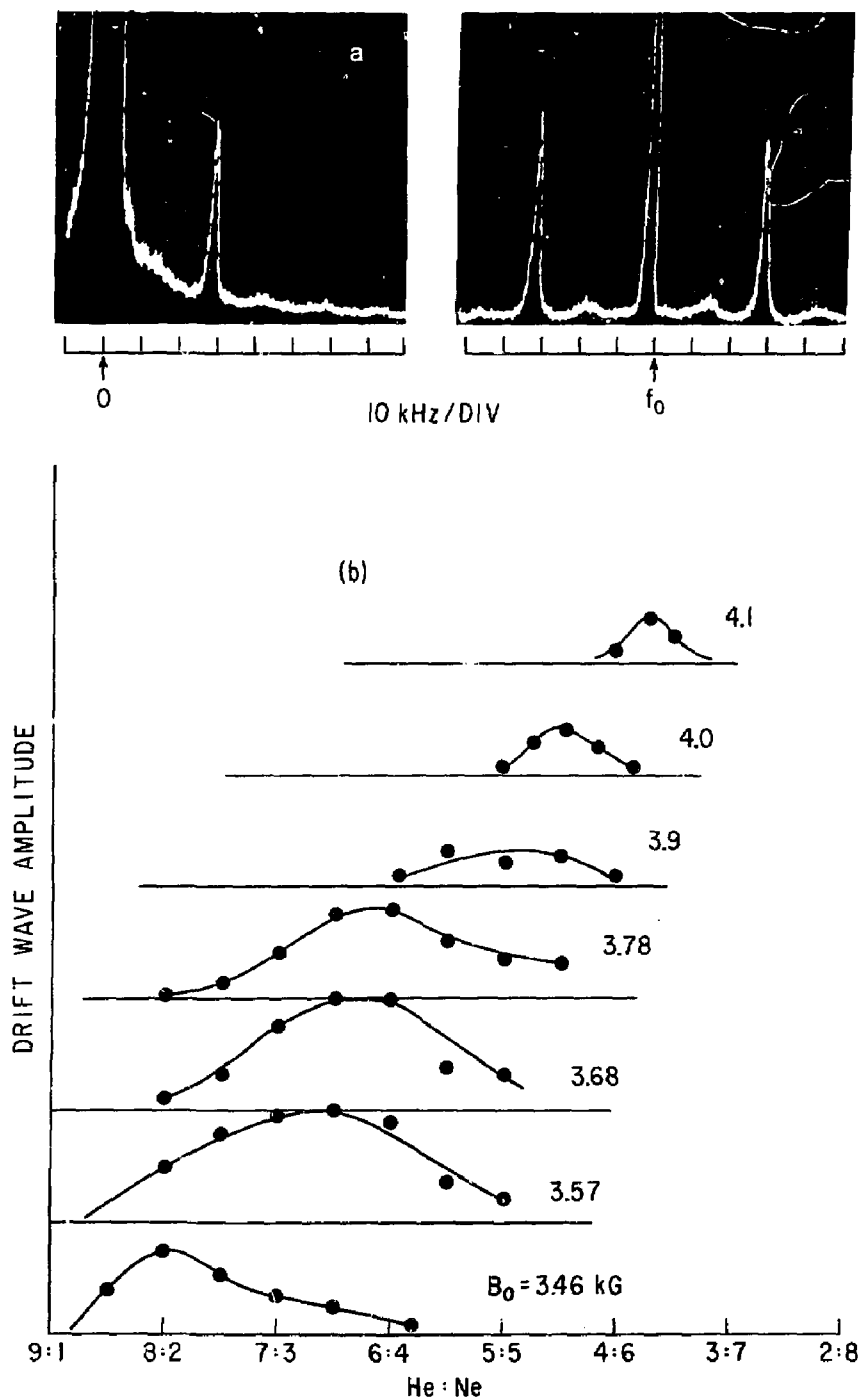 a
0
f₀
10 kHz/DIV
(b)
4.1
4.0
3.9
3.78
3.68
3.57
B₀ = 3.46 kG
DRIFT WAVE AMPLITUDE
9:1 8:2 7:3 6:4 5:5 4:6 3:7 2:8
He : Ne